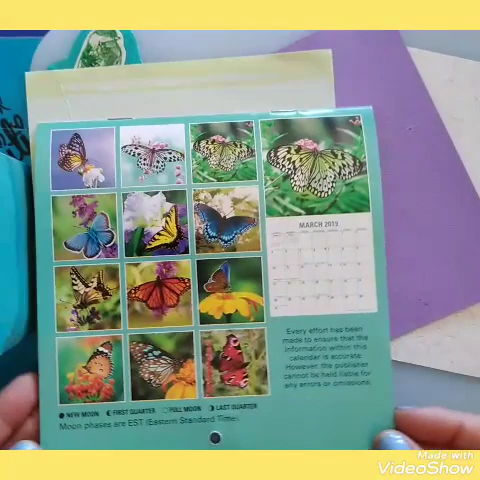 MARCH 2019
Every effort has been
made to ensure that the
information within this
calendar is accurate.
However, the publisher
cannot be held liable for
any errors or omissions.
NEW MOON FIRST QUARTER FULL MOON LAST QUARTER
Moon phases are EST (Eastern Standard Time).
Made with
VideoShow